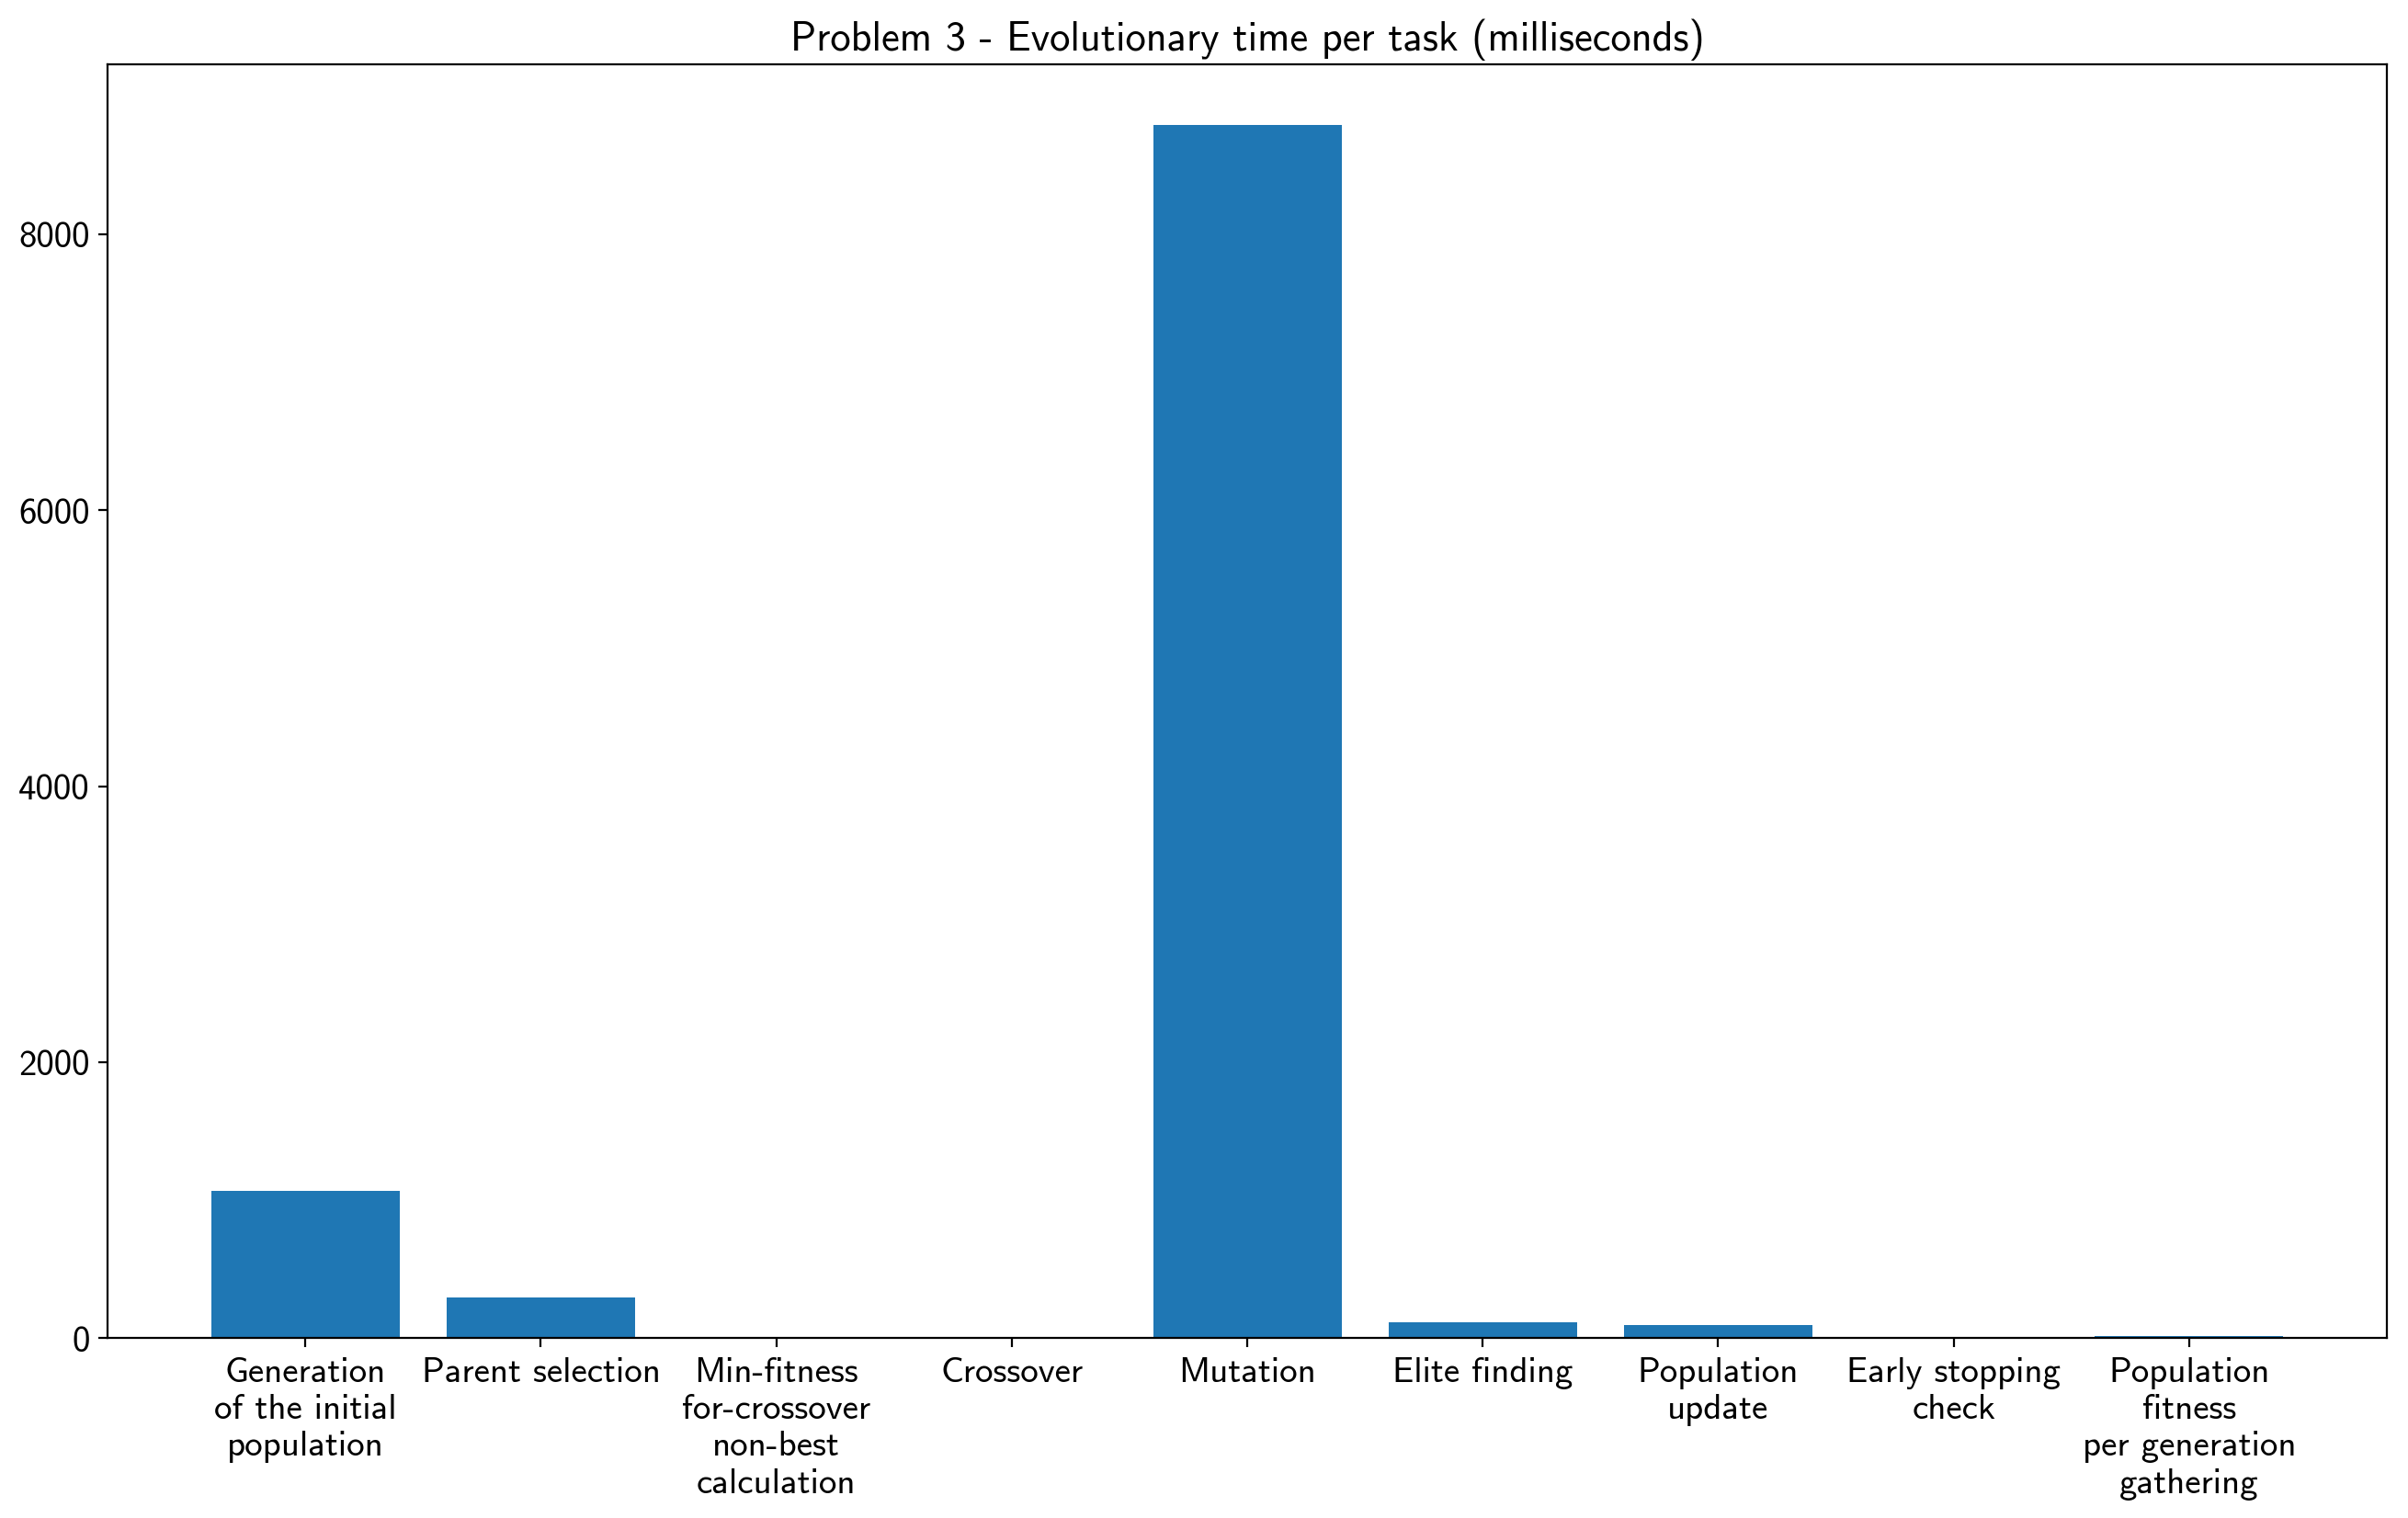 Problem 3 - Evolutionary time per task (milliseconds)
8000
6000
4000
2000
0
Generation
of the initial
population
Parent selection
Min-fitness
for-crossover
non-best
calculation
Crossover
Mutation
Elite finding
Population
update
Early stopping
check
Population
fitness
per generation
gathering